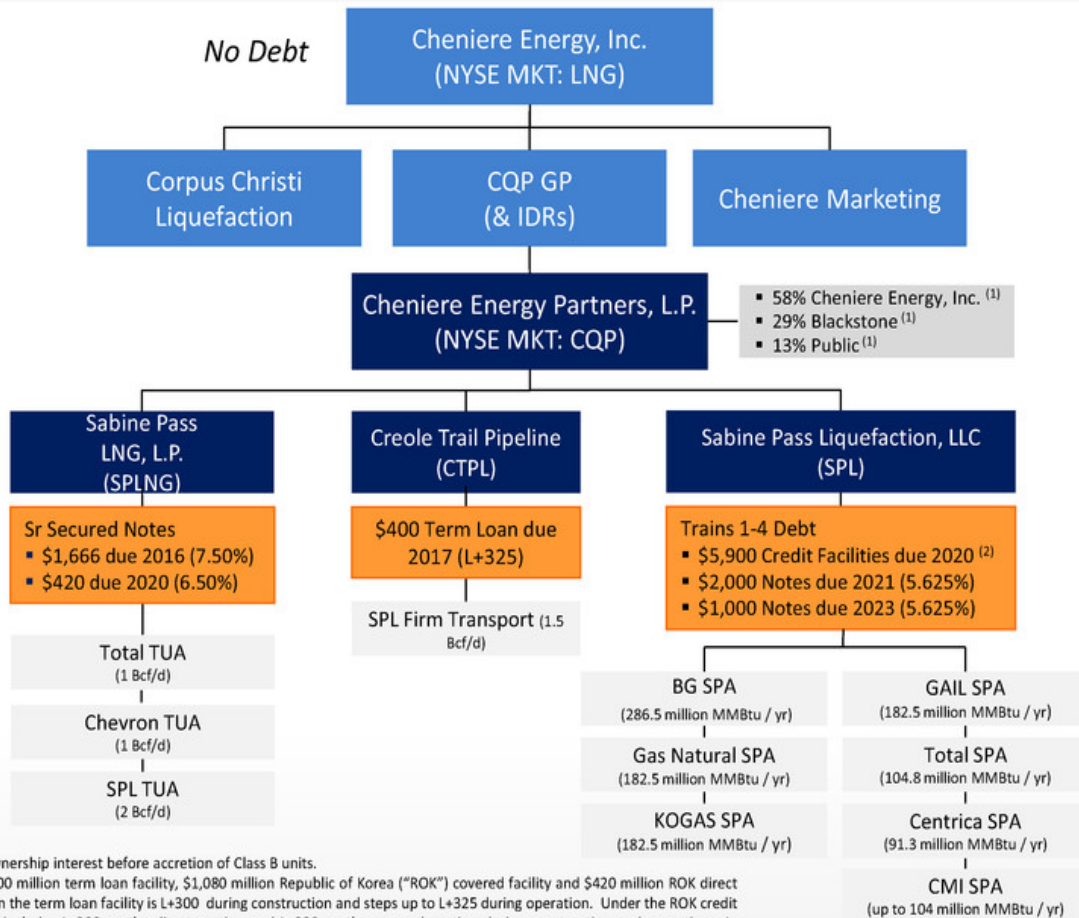 No Debt
Cheniere Energy, Inc.
(NYSE MKT: LNG)
Corpus Christi
Liquefaction
CQP GP
(& IDRs)
Cheniere Marketing
Cheniere Energy Partners, L.P.
(NYSE MKT: CQP)
▪ 58% Cheniere Energy, Inc. (1)
▪ 29% Blackstone (1)
▪ 13% Public (1)
Sabine Pass
LNG, L.P.
(SPLNG)
Creole Trail Pipeline
(CTPL)
Sabine Pass Liquefaction, LLC
(SPL)
Sr Secured Notes
▪ $1,666 due 2016 (7.50%)
▪ $420 due 2020 (6.50%)
$400 Term Loan due
2017 (L+325)
Trains 1-4 Debt
▪ $5,900 Credit Facilities due 2020 (2)
▪ $2,000 Notes due 2021 (5.625%)
▪ $1,000 Notes due 2023 (5.625%)
Total TUA
(1 Bcf/d)
Chevron TUA
(1 Bcf/d)
SPL TUA
(2 Bcf/d)
SPL Firm Transport (1.5
Bcf/d)
BG SPA
(286.5 million MMBtu / yr)
Gas Natural SPA
(182.5 million MMBtu / yr)
KOGAS SPA
(182.5 million MMBtu / yr)
GAIL SPA
(182.5 million MMBtu / yr)
Total SPA
(104.8 million MMBtu / yr)
Centrica SPA
(91.3 million MMBtu / yr)
CMI SPA
(up to 104 million MMBtu / yr)
nership interest before accretion of Class B units.
00 million term loan facility, $1,080 million Republic of Korea (“ROK”) covered facility and $420 million ROK direct
n the term loan facility is L+300 during construction and steps up to L+325 during operation. Under the ROK credit